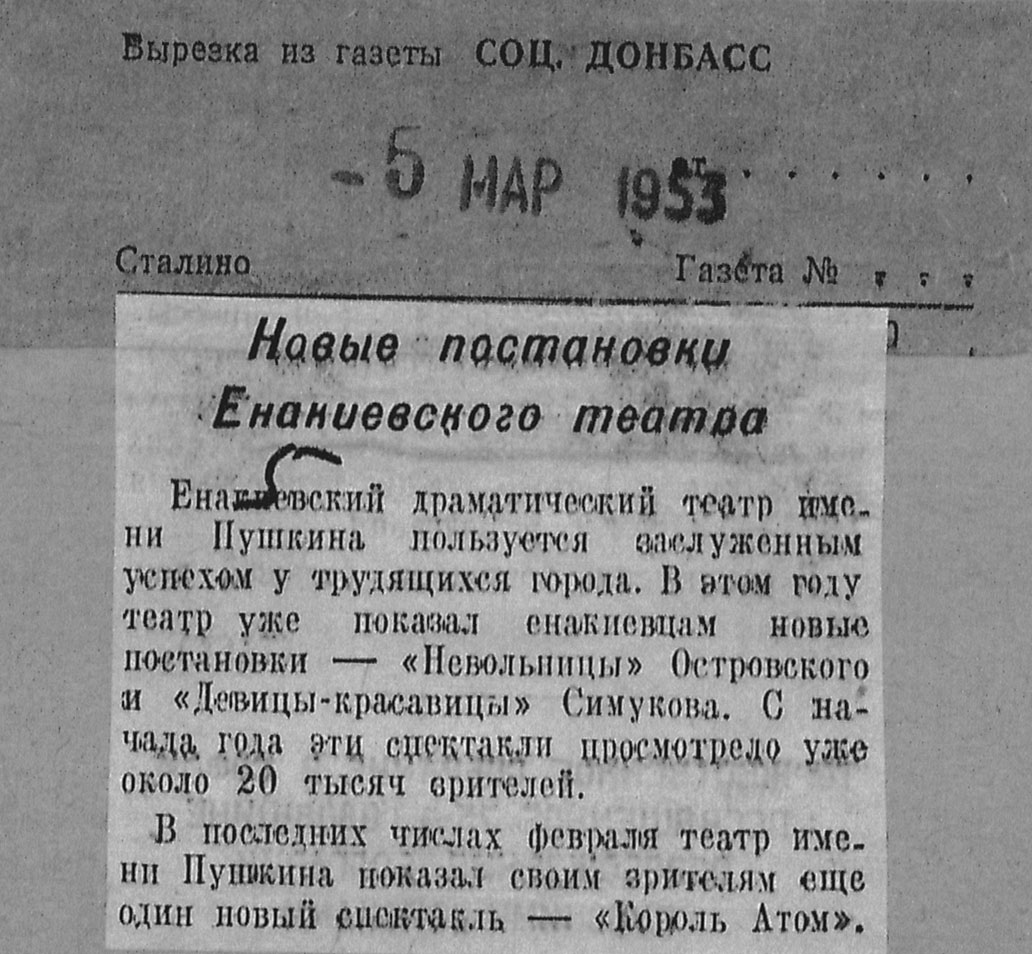 Вырезка из газеты СОЦ. ДОНБАСС
- 5 МАР 1953
Сталино Газета № . . .
Новые постановки
Енакиевского театра
Енакиевский драматический театр име-
ни Пушкина пользуется заслуженным
успехом у трудящихся города. В этом году
театр уже показал енакиевцам новые
постановки — «Невольницы» Островского
и «Девицы-красавицы» Симукова. С на-
чала года эти спектакли просмотрело уже
около 20 тысяч зрителей.
В последних числах февраля театр име-
ни Пушкина показал своим зрителям еще
один новый спектакль — «Король Атом».